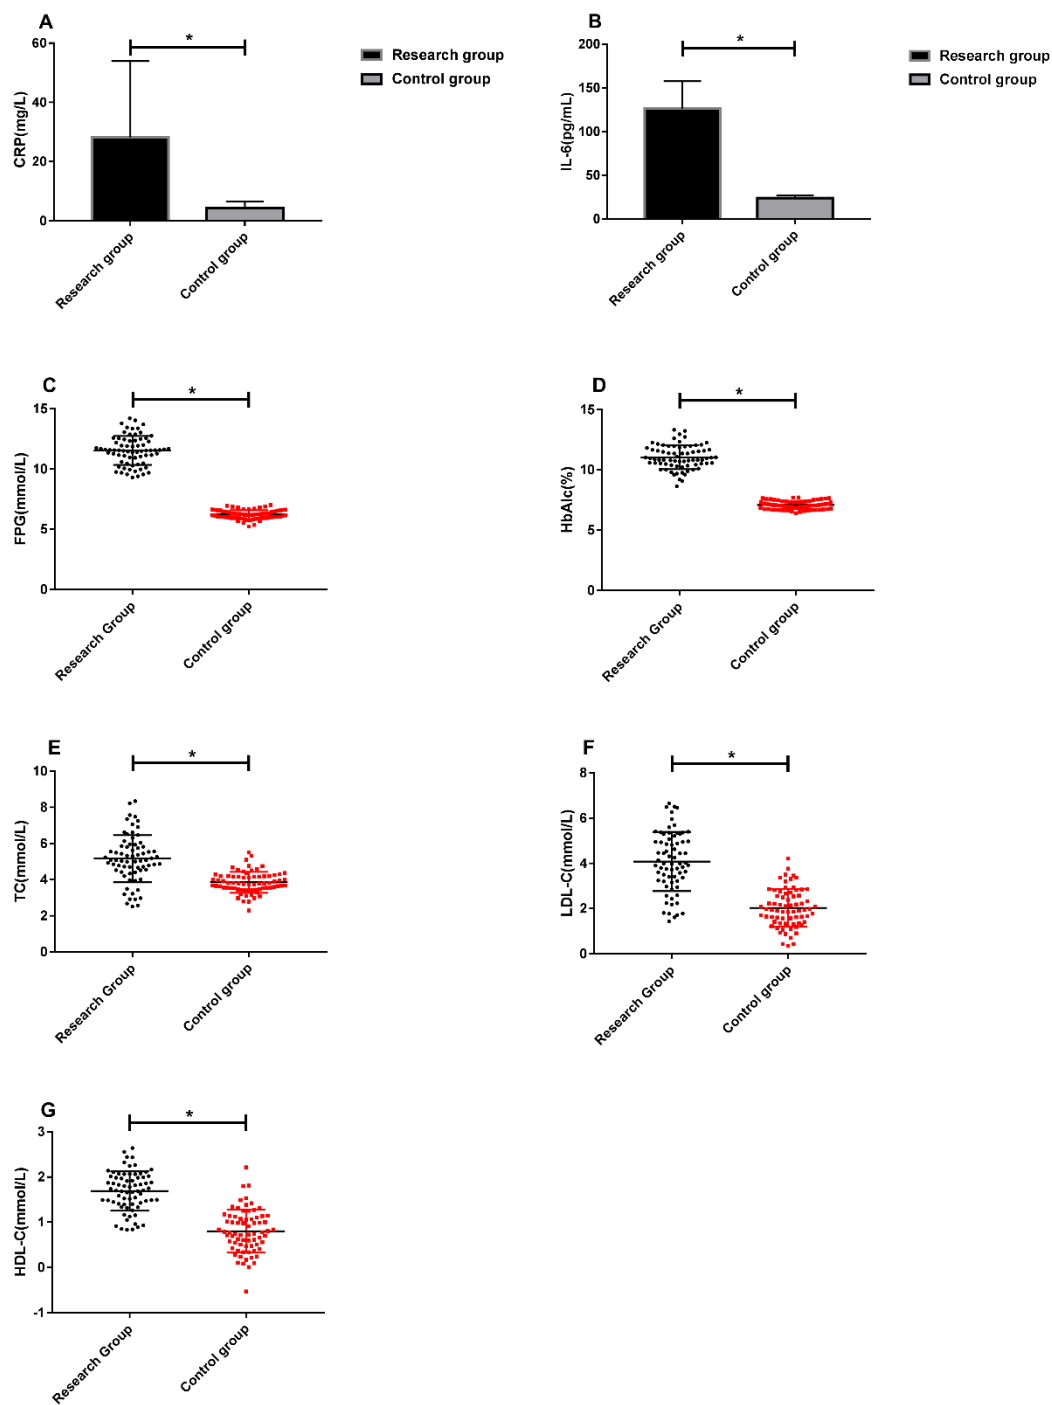 A
*
60
40
20
0
CRP(mg/L)
Research group
Control group
Research group
Control group
B
*
200
150
100
50
0
IL-6(pg/mL)
Research group
Control group
Research group
Control group
C
*
15
10
5
0
FPG(mmol/L)
Research Group
Control group
D
*
15
10
5
0
HbAlc(%)
Research Group
Control group
E
*
10
8
6
4
2
0
TC(mmol/L)
Research Group
Control group
F
*
8
6
4
2
0
LDL-C(mmol/L)
Research Group
Control group
G
*
3
2
1
0
-1
HDL-C(mmol/L)
Research Group
Control group